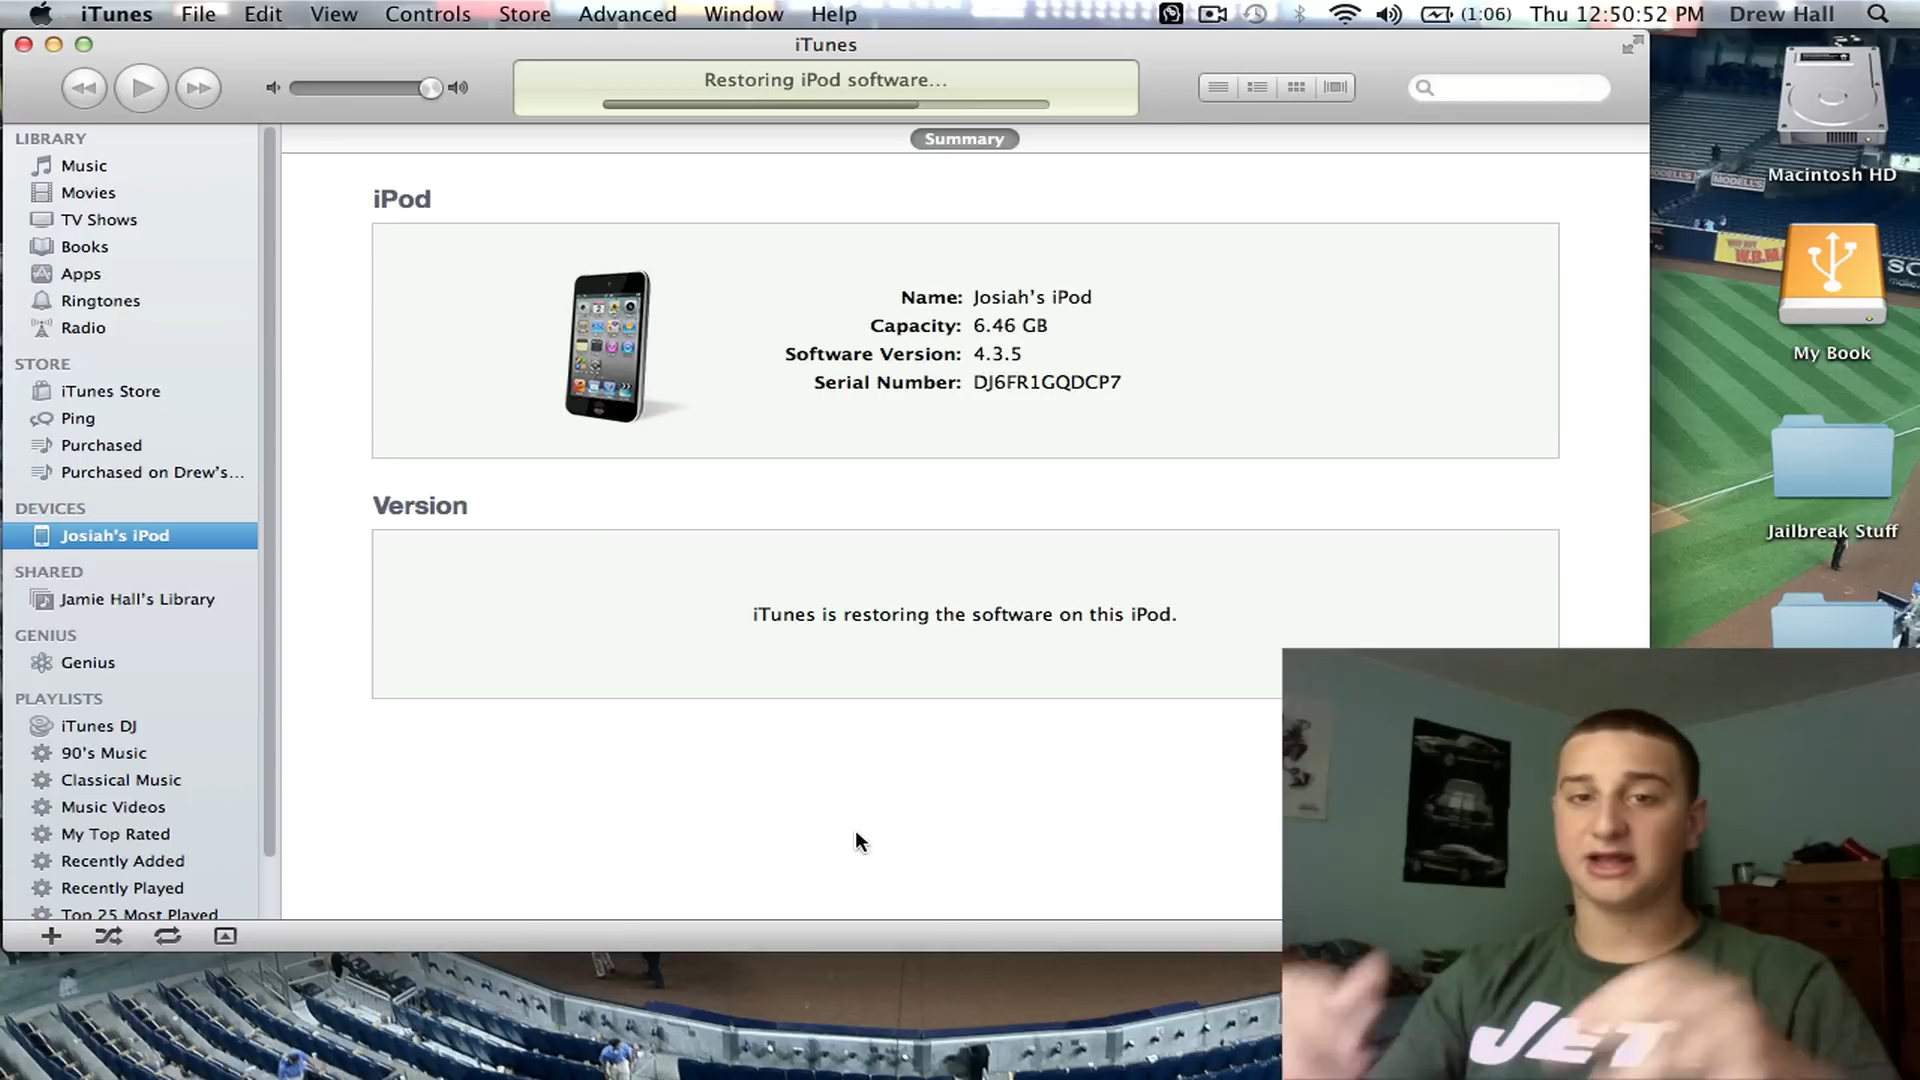 iTunes File Edit View Controls Store Advanced Window Help (1:06) Thu 12:50:52 PM Drew Hall
iTunes
Restoring iPod software...
Summary
LIBRARY
Music
Movies
TV Shows
Books
Apps
Ringtones
Radio
STORE
iTunes Store
Ping
Purchased
Purchased on Drew's...
DEVICES
Josiah's iPod
SHARED
Jamie Hall's Library
GENIUS
Genius
PLAYLISTS
iTunes DJ
90's Music
Classical Music
Music Videos
My Top Rated
Recently Added
Recently Played
Top 25 Most Played
iPod
Name: Josiah's iPod
Capacity: 6.46 GB
Software Version: 4.3.5
Serial Number: DJ6FR1GQDCP7
Version
iTunes is restoring the software on this iPod.
Macintosh HD
My Book
Jailbreak Stuff
MODELL'S
MODELL'S
W.B.M
JET